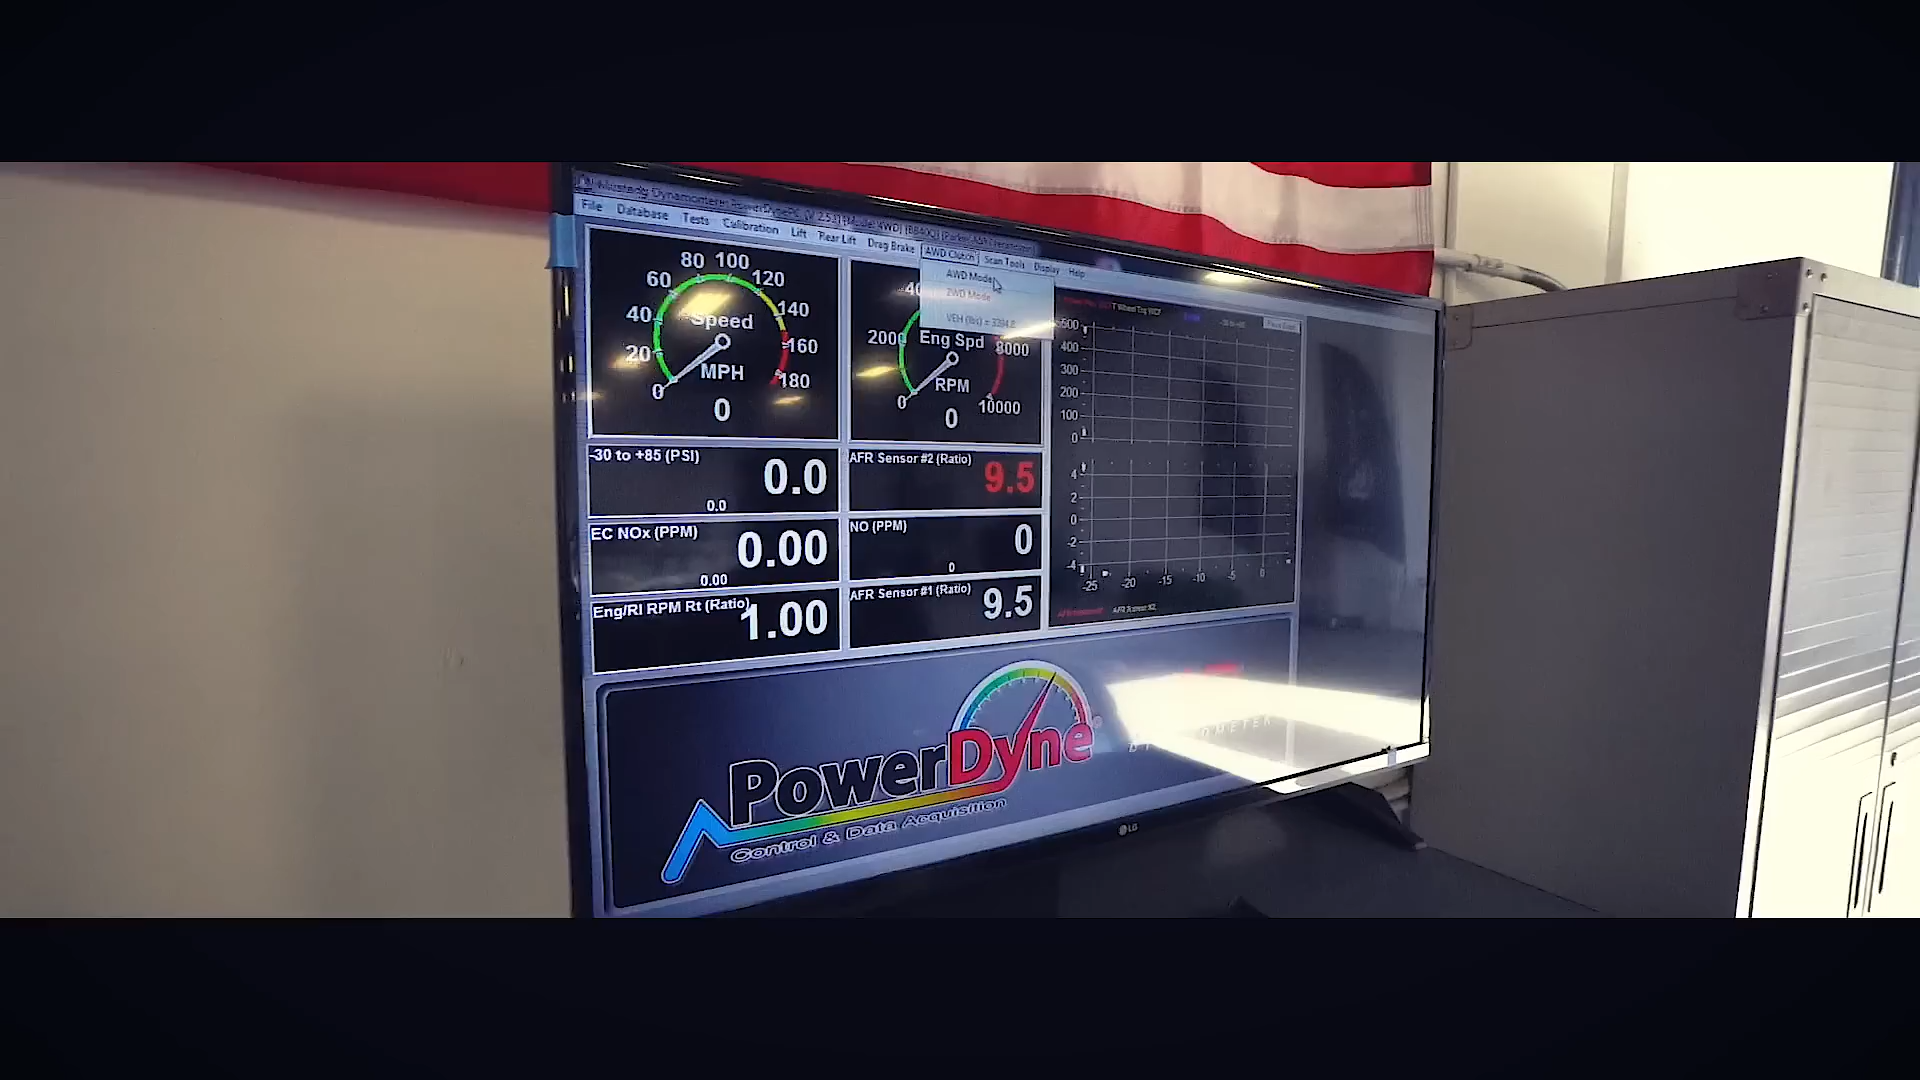 Mustang Dynamometer: PowerDynePC
File Database Tests Calibration Lift Rear Lift Drag Brake AWD Clutch Scan Tools Display Help
AWD Mode
2WD Mode
Speed
MPH
0 20 40 60 80 100 120 140 160 180
0
Eng Spd
RPM
0 2000 8000 10000
0
-30 to +85 (PSI)
0.0
0.0
AFR Sensor #2 (Ratio)
9.5
EC NOx (PPM)
0.00
0.00
NO (PPM)
0
0
Eng/Rl RPM Rt (Ratio)
1.00
AFR Sensor #1 (Ratio)
9.5
500
400
300
200
100
0
4
2
0
-2
-4
-25 -20 -15 -10 -5 0
PowerDyne
Control & Data Acquisition
LG